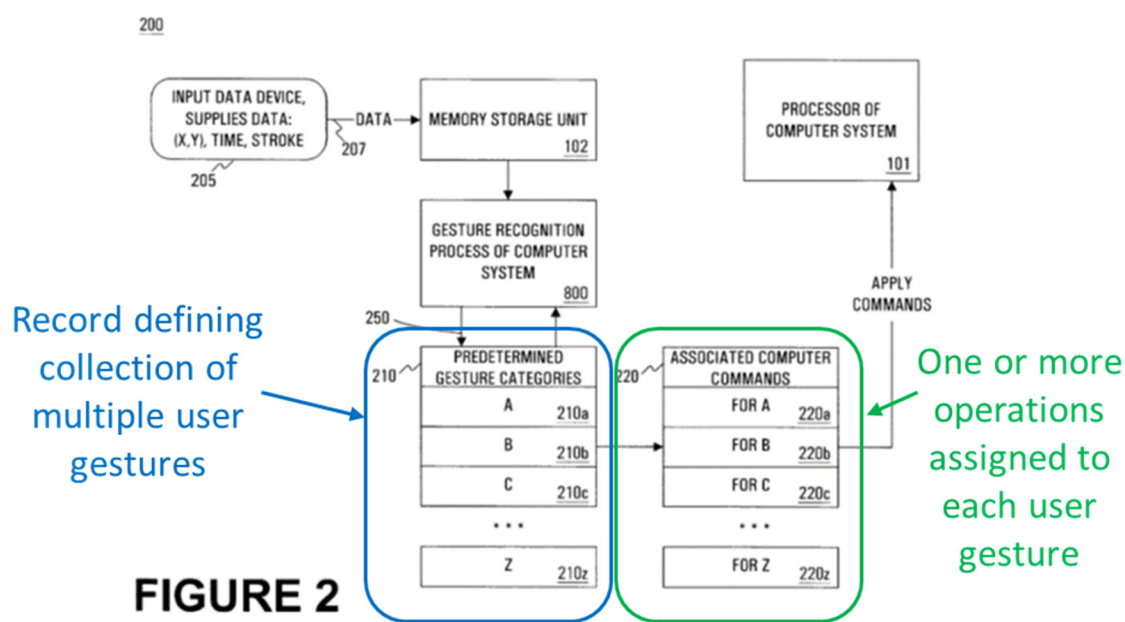 200
INPUT DATA DEVICE,
SUPPLIES DATA:
(X,Y), TIME, STROKE
205
DATA
207
MEMORY STORAGE UNIT
102
PROCESSOR OF
COMPUTER SYSTEM
101
GESTURE RECOGNITION
PROCESS OF COMPUTER
SYSTEM
800
APPLY
COMMANDS
250
Record defining
collection of
multiple user
gestures
210
PREDETERMINED
GESTURE CATEGORIES
A 210a
B 210b
C 210c
• • •
Z 210z
220
ASSOCIATED COMPUTER
COMMANDS
FOR A 220a
FOR B 220b
FOR C 220c
• • •
FOR Z 220z
One or more
operations
assigned to
each user
gesture
FIGURE 2